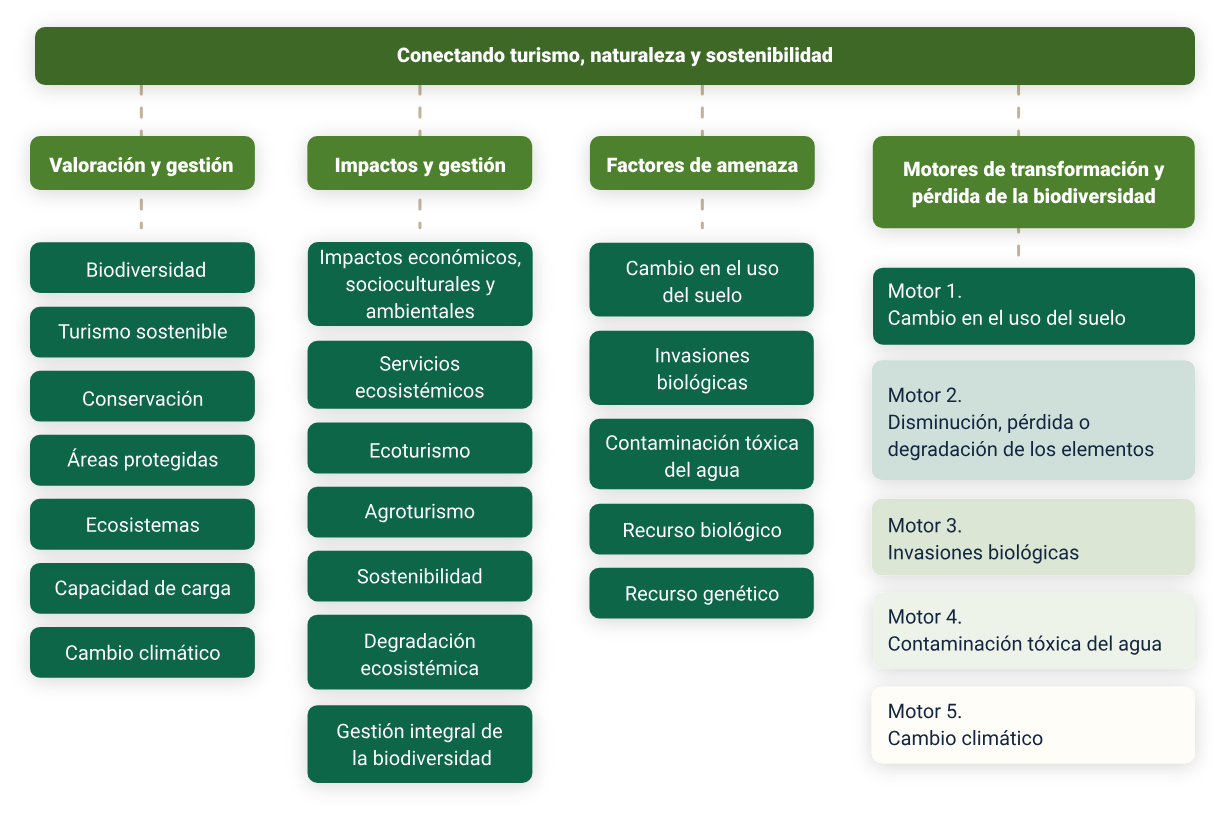 Conectando turismo, naturaleza y sostenibilidad
Valoración y gestión
Biodiversidad
Turismo sostenible
Conservación
Áreas protegidas
Ecosistemas
Capacidad de carga
Cambio climático
Impactos y gestión
Impactos económicos,
socioculturales y
ambientales
Servicios
ecosistémicos
Ecoturismo
Agroturismo
Sostenibilidad
Degradación
ecosistémica
Gestión integral de
la biodiversidad
Factores de amenaza
Cambio en el uso
del suelo
Invasiones
biológicas
Contaminación tóxica
del agua
Recurso biológico
Recurso genético
Motores de transformación y
pérdida de la biodiversidad
Motor 1.
Cambio en el uso del suelo
Motor 2.
Disminución, pérdida o
degradación de los elementos
Motor 3.
Invasiones biológicas
Motor 4.
Contaminación tóxica del agua
Motor 5.
Cambio climático